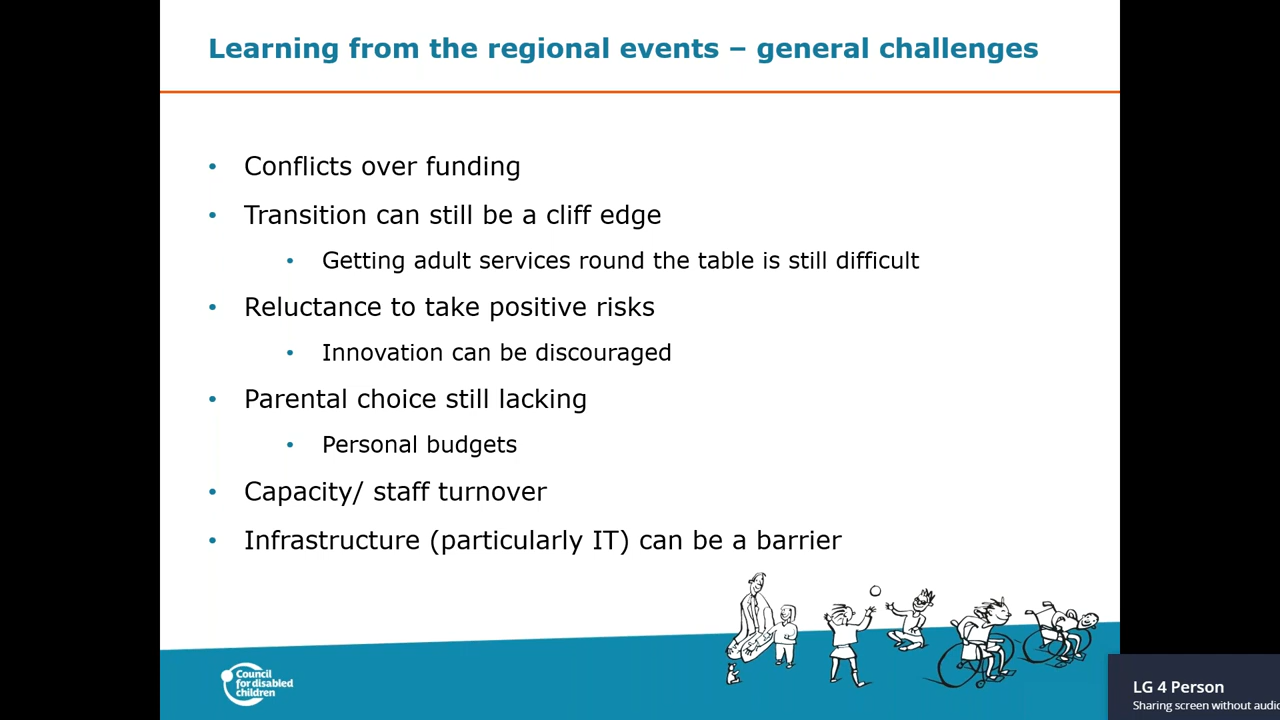 Learning from the regional events – general challenges
• Conflicts over funding
• Transition can still be a cliff edge
• Getting adult services round the table is still difficult
• Reluctance to take positive risks
• Innovation can be discouraged
• Parental choice still lacking
• Personal budgets
• Capacity/ staff turnover
• Infrastructure (particularly IT) can be a barrier
Council
for disabled
children
LG 4 Person
Sharing screen without audio